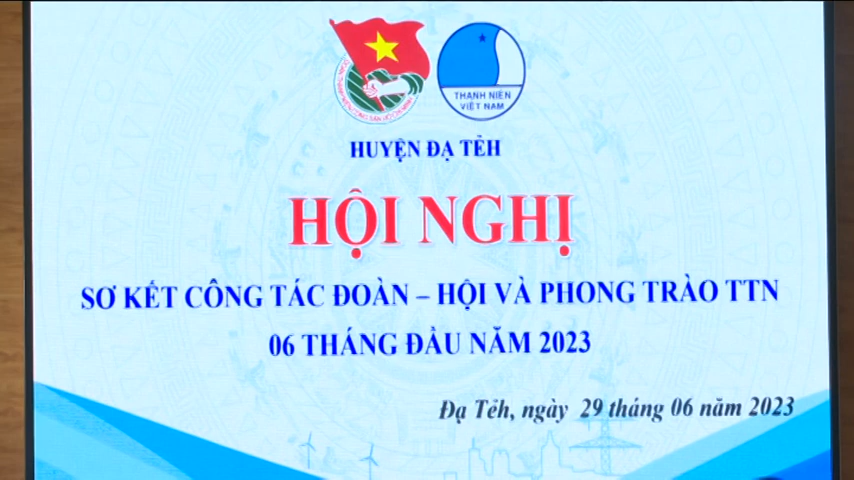 THANH NIÊN
VIỆT NAM
HUYỆN ĐẠ TẺH
HỘI NGHỊ
SƠ KẾT CÔNG TÁC ĐOÀN – HỘI VÀ PHONG TRÀO TTN
06 THÁNG ĐẦU NĂM 2023
Đạ Tẻh, ngày 29 tháng 06 năm 2023